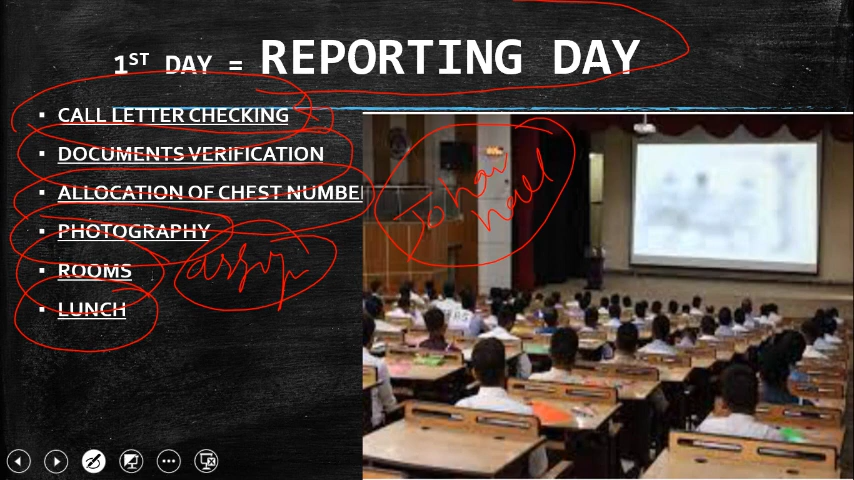 1ST DAY = REPORTING DAY
▪ CALL LETTER CHECKING
▪ DOCUMENTS VERIFICATION
▪ ALLOCATION OF CHEST NUMBE
▪ PHOTOGRAPHY
▪ ROOMS
▪ LUNCH